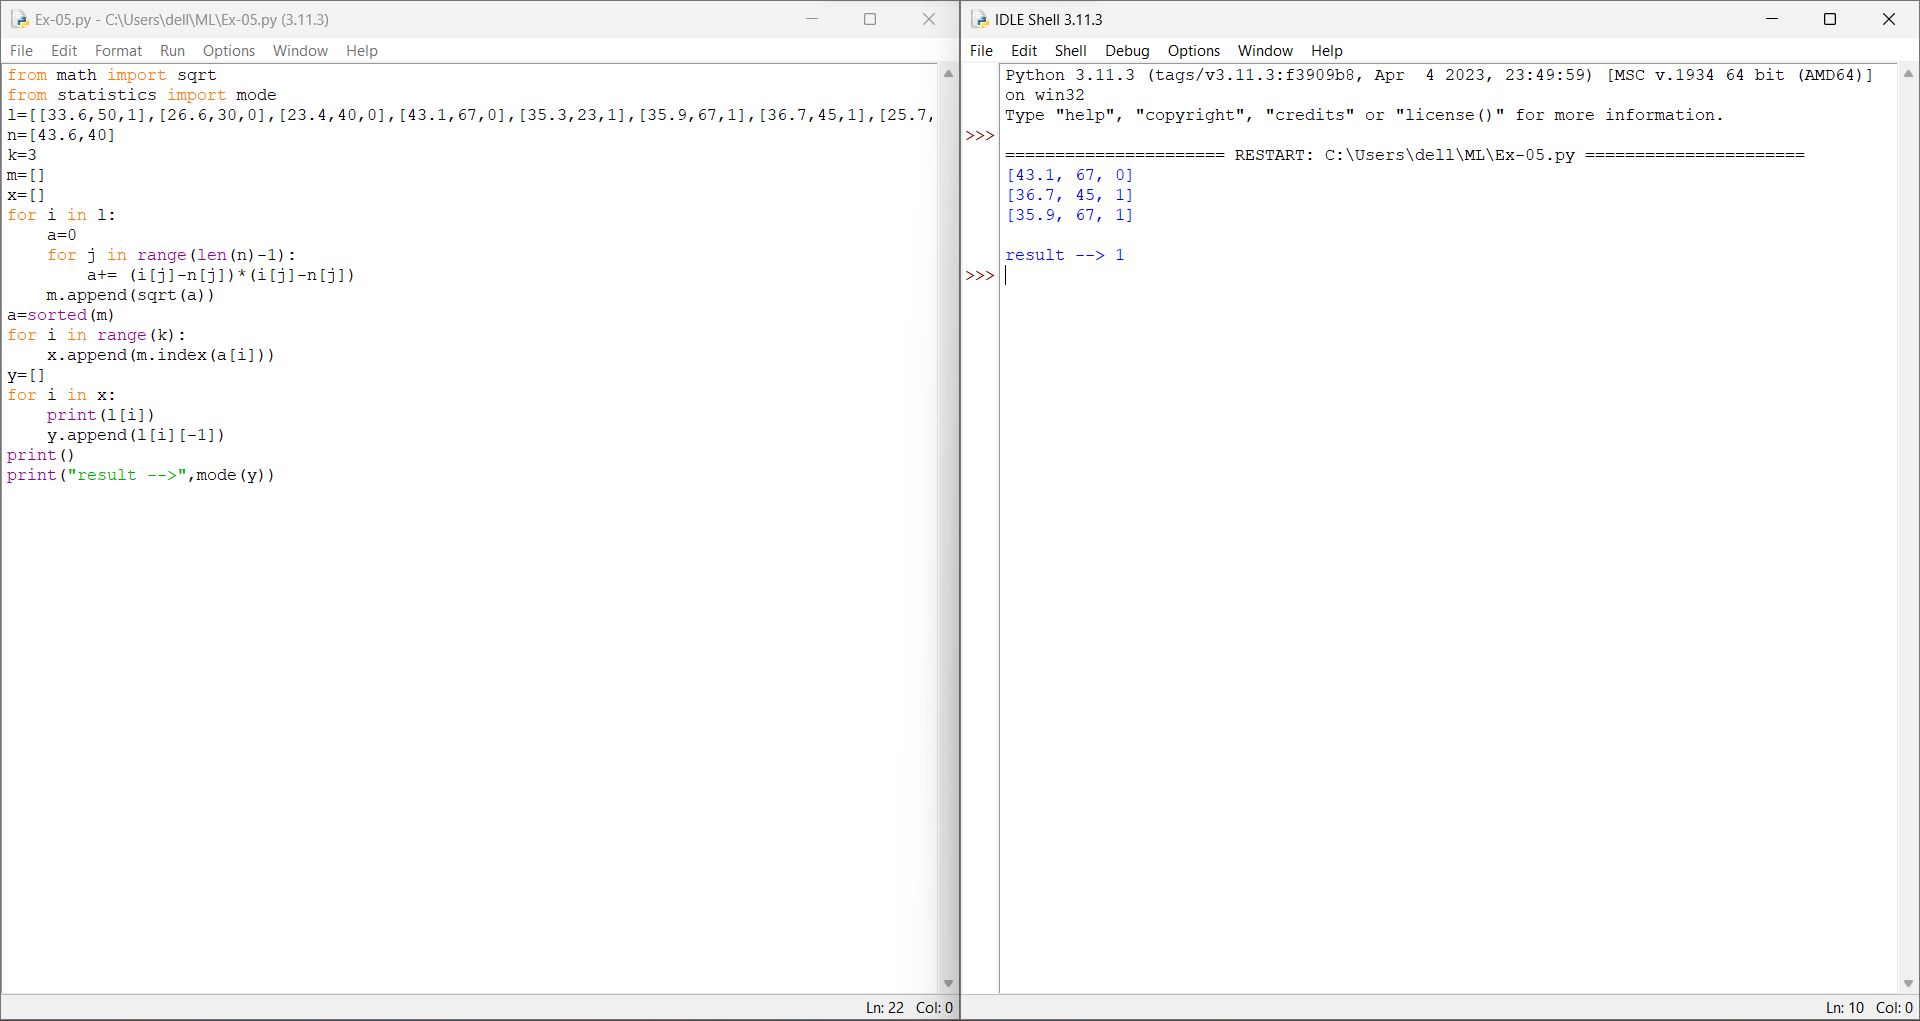 Ex-05.py - C:\Users\dell\ML\Ex-05.py (3.11.3)
File Edit Format Run Options Window Help
from math import sqrt
from statistics import mode
l=[[33.6,50,1],[26.6,30,0],[23.4,40,0],[43.1,67,0],[35.3,23,1],[35.9,67,1],[36.7,45,1],[25.7,
n=[43.6,40]
k=3
m=[]
x=[]
for i in l:
    a=0
    for j in range(len(n)-1):
        a+= (i[j]-n[j])*(i[j]-n[j])
    m.append(sqrt(a))
a=sorted(m)
for i in range(k):
    x.append(m.index(a[i]))
y=[]
for i in x:
    print(l[i])
    y.append(l[i][-1])
print()
print("result -->",mode(y))
Ln: 22 Col: 0
IDLE Shell 3.11.3
File Edit Shell Debug Options Window Help
Python 3.11.3 (tags/v3.11.3:f3909b8, Apr  4 2023, 23:49:59) [MSC v.1934 64 bit (AMD64)]
on win32
Type "help", "copyright", "credits" or "license()" for more information.
>>>
====================== RESTART: C:\Users\dell\ML\Ex-05.py ======================
[43.1, 67, 0]
[36.7, 45, 1]
[35.9, 67, 1]
result --> 1
>>>
Ln: 10 Col: 0